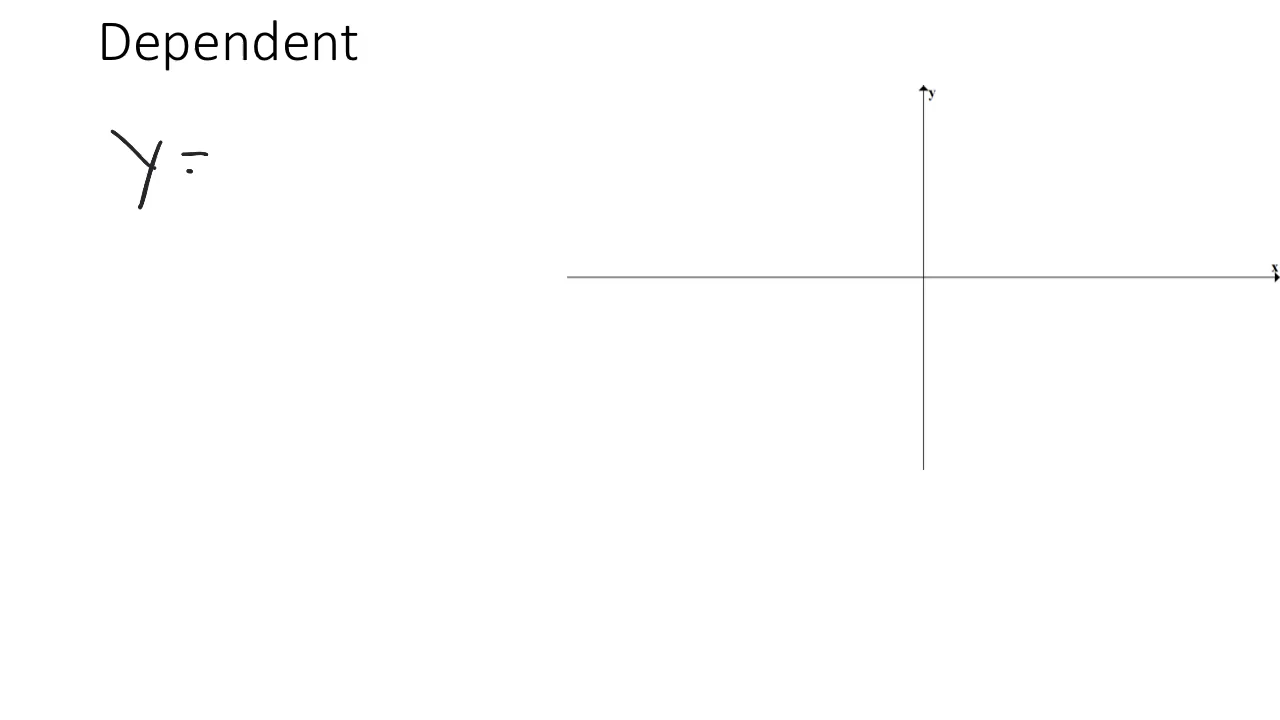 Dependent
y =
y
x